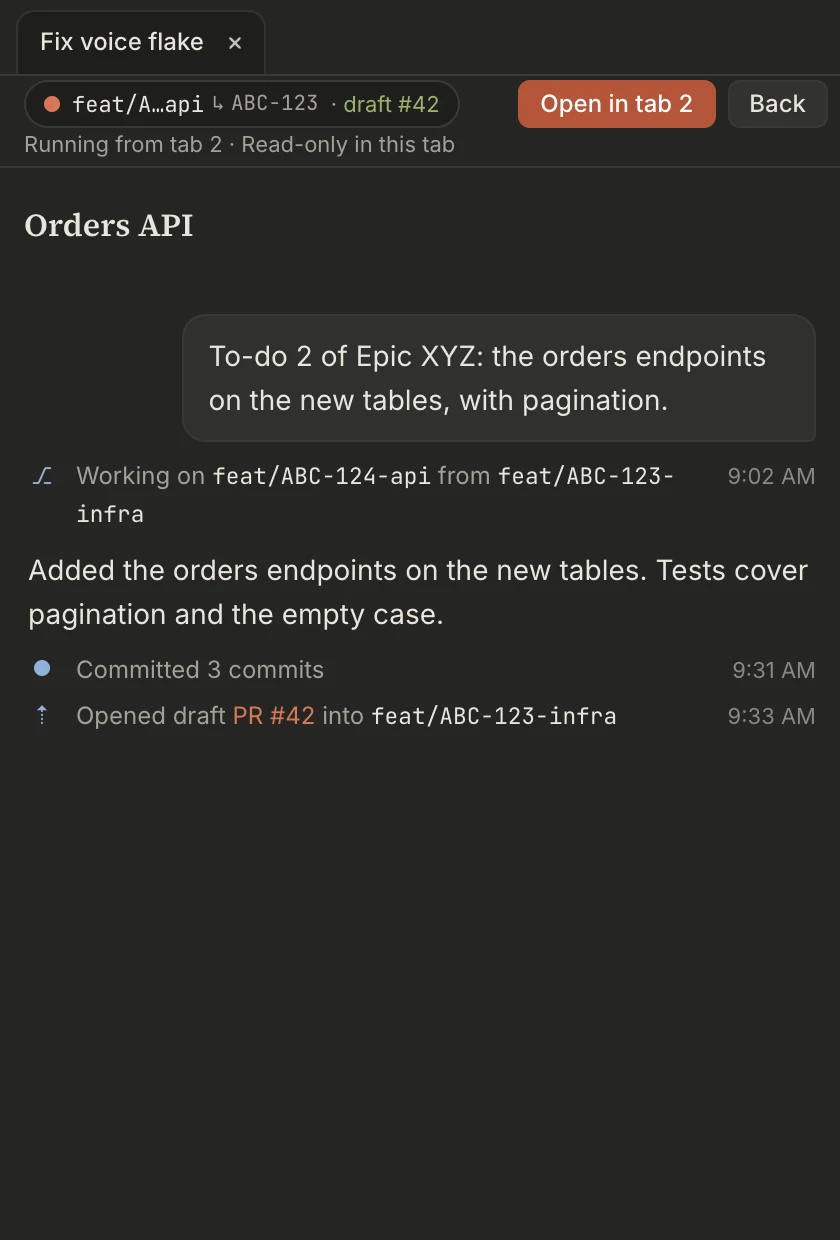 Fix voice flake ×
feat/A…api ↳ ABC-123 · draft #42
Open in tab 2
Back
Running from tab 2 · Read-only in this tab
Orders API
To-do 2 of Epic XYZ: the orders endpoints
on the new tables, with pagination.
Working on feat/ABC-124-api from feat/ABC-123-
infra
9:02 AM
Added the orders endpoints on the new tables. Tests cover
pagination and the empty case.
Committed 3 commits
9:31 AM
Opened draft PR #42 into feat/ABC-123-infra
9:33 AM